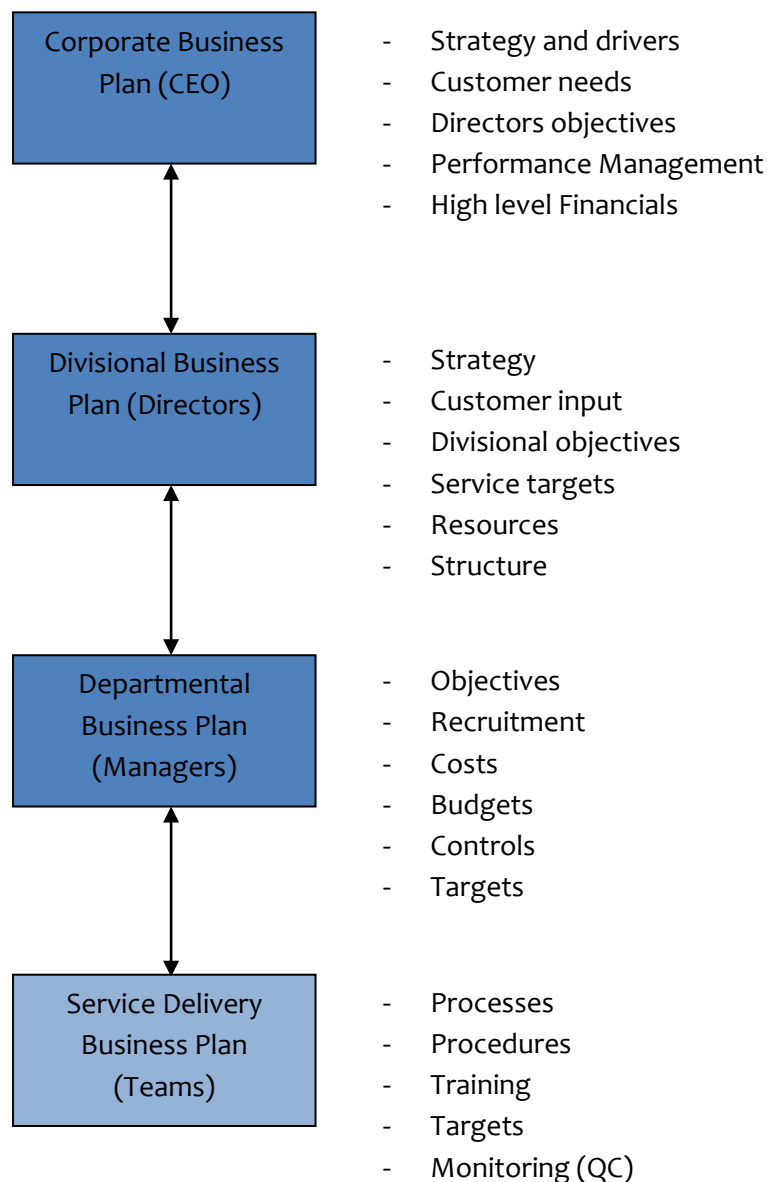 Corporate Business
Plan (CEO)
- Strategy and drivers
- Customer needs
- Directors objectives
- Performance Management
- High level Financials
Divisional Business
Plan (Directors)
- Strategy
- Customer input
- Divisional objectives
- Service targets
- Resources
- Structure
Departmental
Business Plan
(Managers)
- Objectives
- Recruitment
- Costs
- Budgets
- Controls
- Targets
Service Delivery
Business Plan
(Teams)
- Processes
- Procedures
- Training
- Targets
- Monitoring (QC)